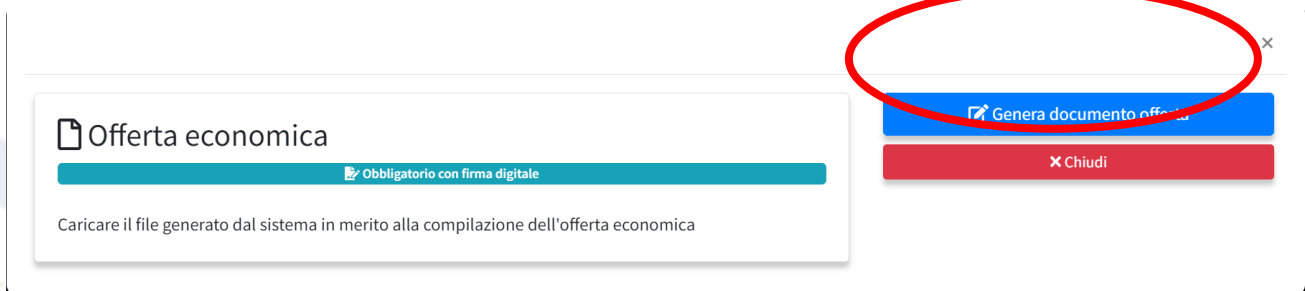 Offerta economica
Obbligatorio con firma digitale
Caricare il file generato dal sistema in merito alla compilazione dell'offerta economica
Genera documento offerta
Chiudi